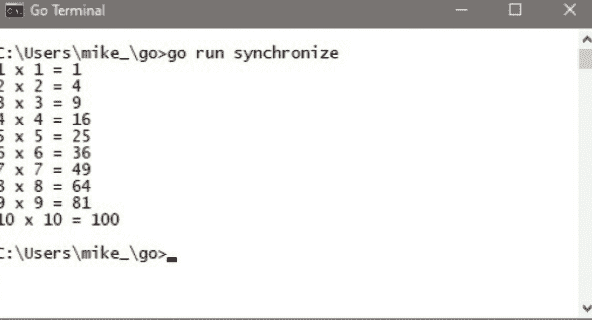 Go Terminal
C:\Users\mike_\go>go run synchronize
1 x 1 = 1
2 x 2 = 4
3 x 3 = 9
4 x 4 = 16
5 x 5 = 25
6 x 6 = 36
7 x 7 = 49
8 x 8 = 64
9 x 9 = 81
10 x 10 = 100
C:\Users\mike_\go>_